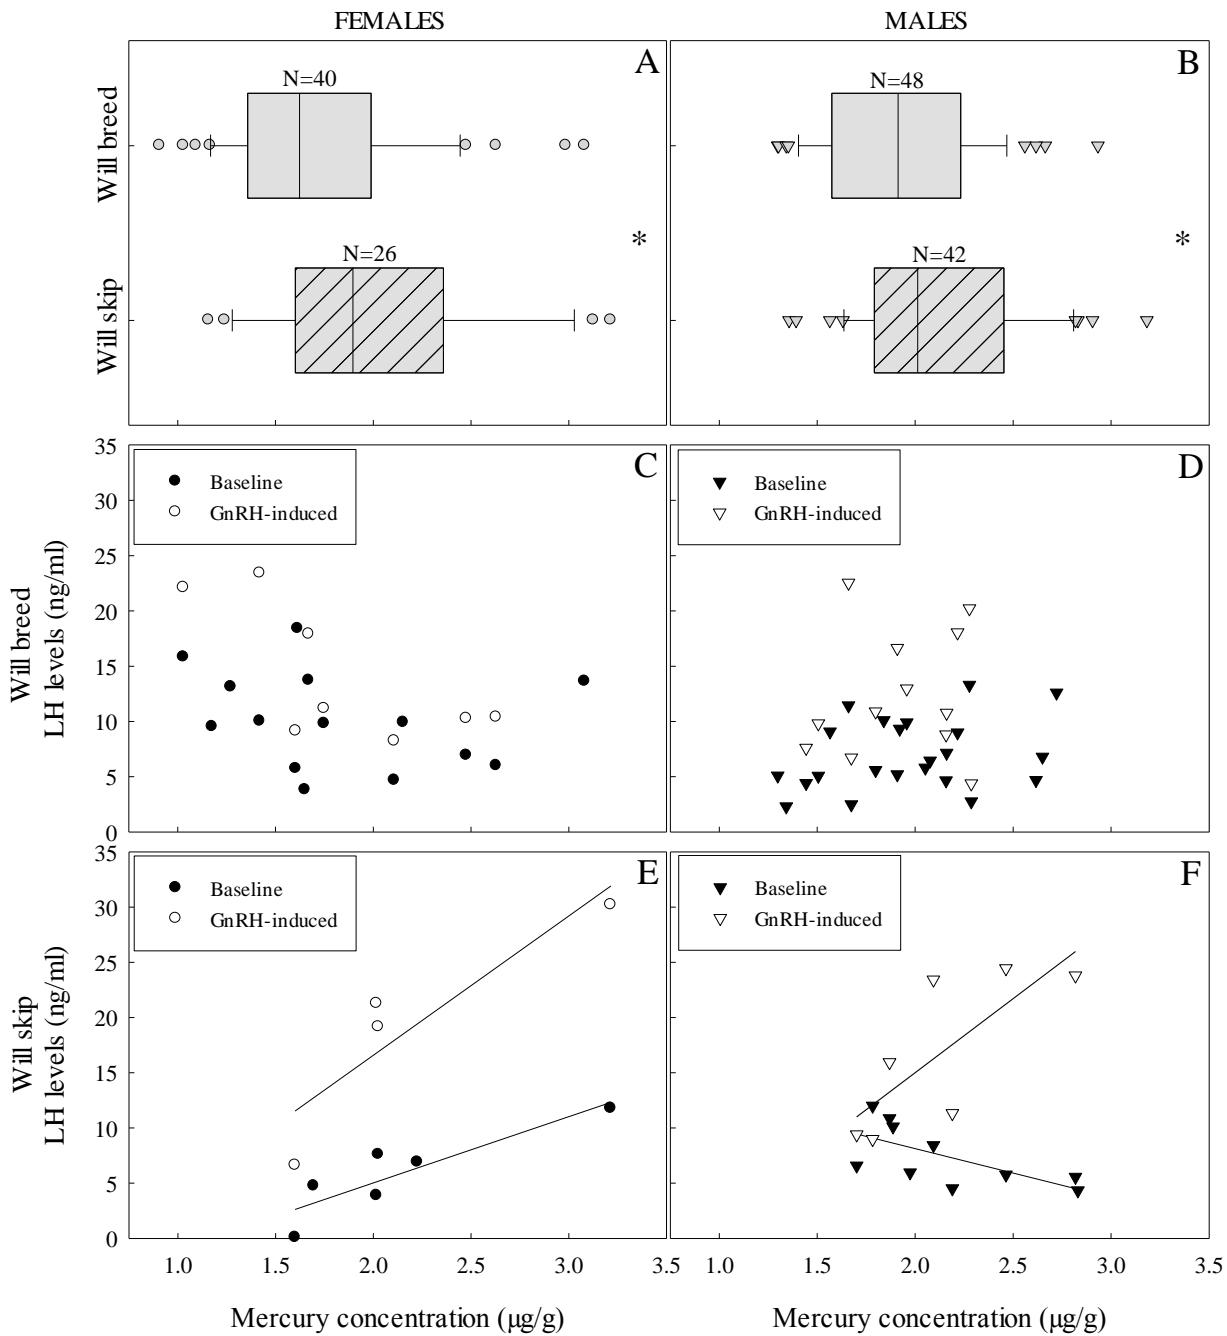 FEMALES
MALES
A
B
N=40
N=48
Will breed
*
*
N=26
N=42
Will skip
35
30
25
20
15
10
5
0
Will breed
LH levels (ng/ml)
C
Baseline
GnRH-induced
D
Baseline
GnRH-induced
35
30
25
20
15
10
5
0
Will skip
LH levels (ng/ml)
E
Baseline
GnRH-induced
F
Baseline
GnRH-induced
1.0 1.5 2.0 2.5 3.0 3.5
1.0 1.5 2.0 2.5 3.0 3.5
Mercury concentration (µg/g)
Mercury concentration (µg/g)